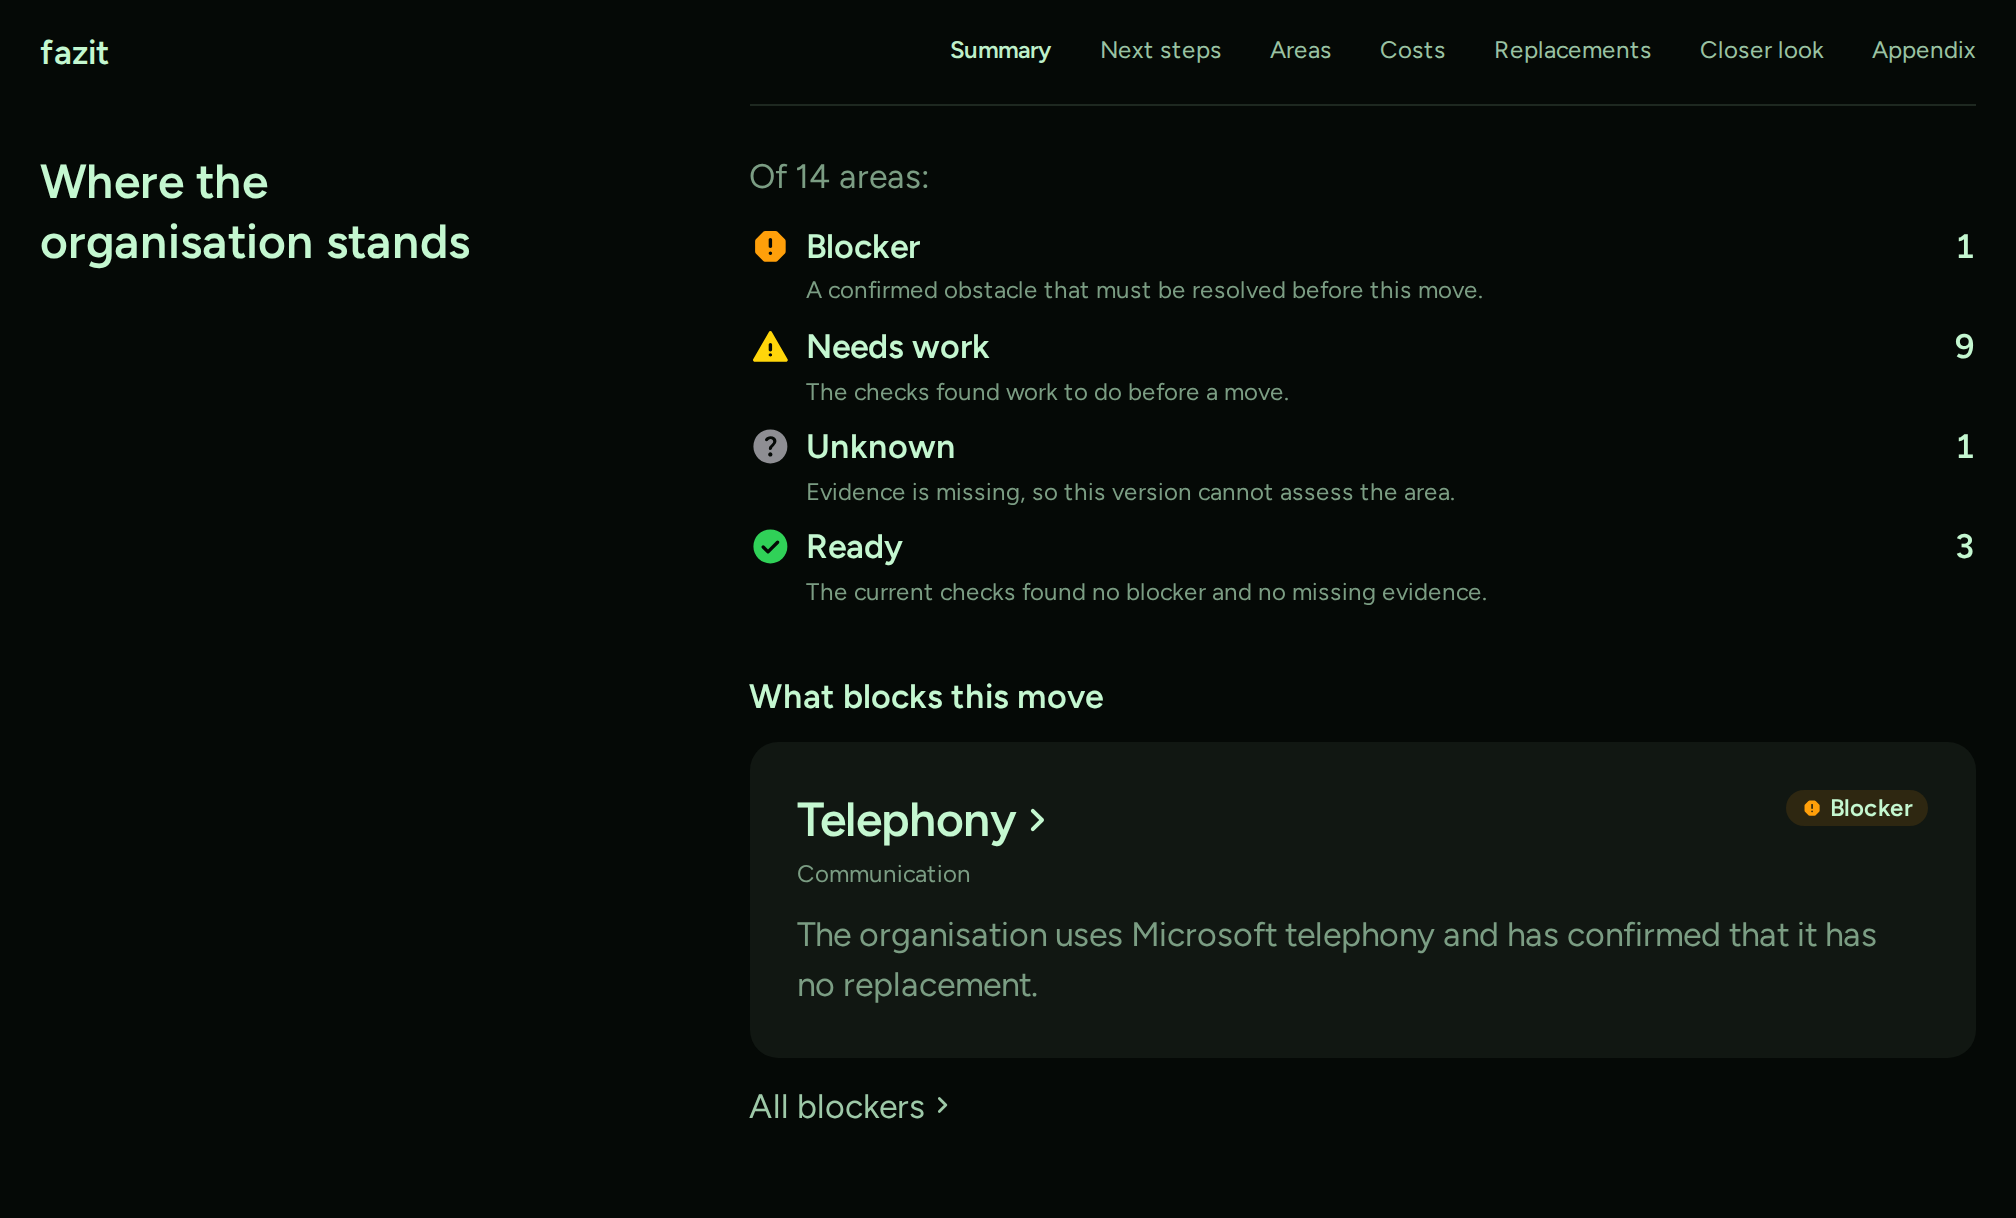 fazit
Summary
Next steps
Areas
Costs
Replacements
Closer look
Appendix
Where the
organisation stands
Of 14 areas:
Blocker 1
A confirmed obstacle that must be resolved before this move.
Needs work 9
The checks found work to do before a move.
Unknown 1
Evidence is missing, so this version cannot assess the area.
Ready 3
The current checks found no blocker and no missing evidence.
What blocks this move
Telephony
Blocker
Communication
The organisation uses Microsoft telephony and has confirmed that it has
no replacement.
All blockers